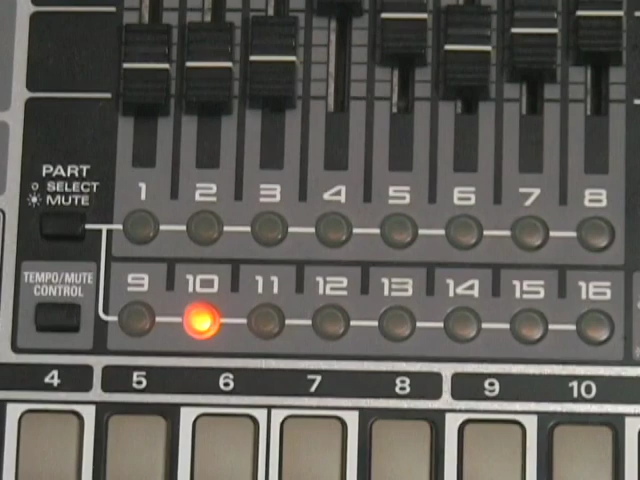 PART
SELECT
MUTE
1 2 3 4 5 6 7 8
TEMPO/MUTE
CONTROL
9 10 11 12 13 14 15 16
4 5 6 7 8 9 10